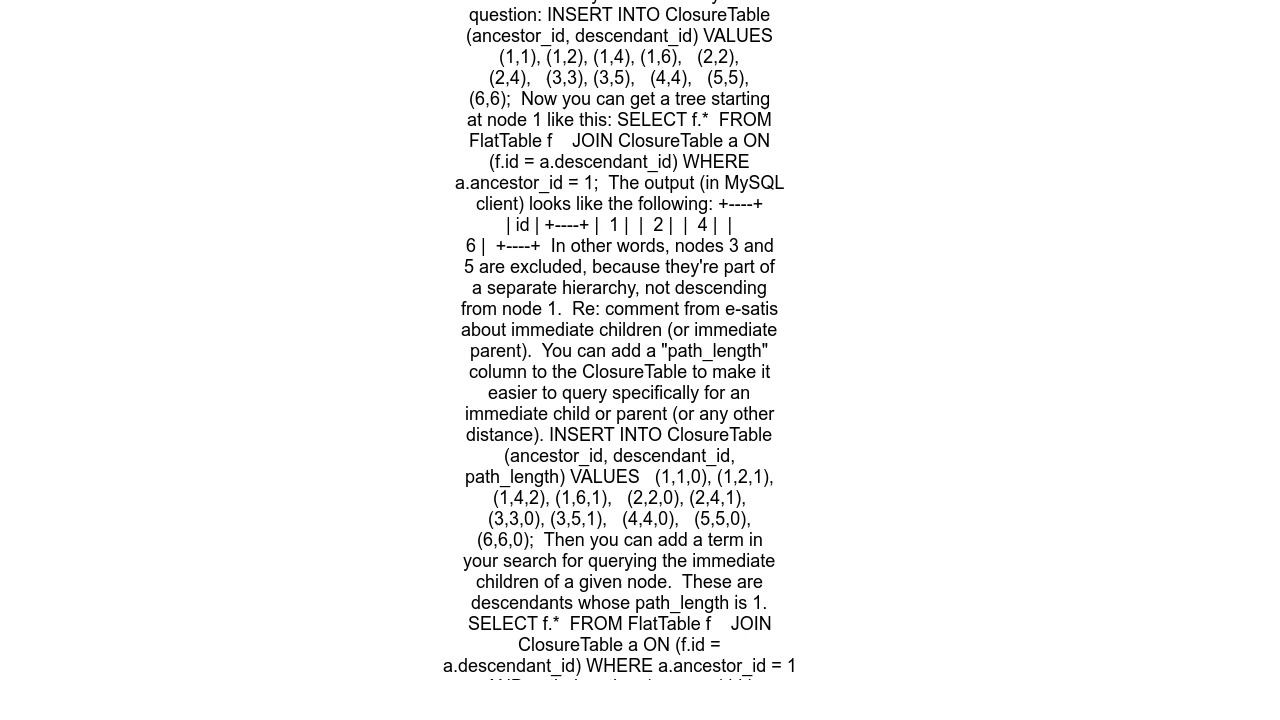 question: INSERT INTO ClosureTable
(ancestor_id, descendant_id) VALUES
(1,1), (1,2), (1,4), (1,6),   (2,2),
(2,4),   (3,3), (3,5),   (4,4),   (5,5),
(6,6);  Now you can get a tree starting
at node 1 like this: SELECT f.*  FROM
FlatTable f    JOIN ClosureTable a ON
(f.id = a.descendant_id) WHERE
a.ancestor_id = 1;  The output (in MySQL
client) looks like the following: +----+
| id | +----+ |  1 | |  2 | |  4 | |
6 |  +----+  In other words, nodes 3 and
5 are excluded, because they're part of
a separate hierarchy, not descending
from node 1.  Re: comment from e-satis
about immediate children (or immediate
parent).  You can add a "path_length"
column to the ClosureTable to make it
easier to query specifically for an
immediate child or parent (or any other
distance). INSERT INTO ClosureTable
(ancestor_id, descendant_id,
path_length) VALUES   (1,1,0), (1,2,1),
(1,4,2), (1,6,1),   (2,2,0), (2,4,1),
(3,3,0), (3,5,1),   (4,4,0),   (5,5,0),
(6,6,0);  Then you can add a term in
your search for querying the immediate
children of a given node.  These are
descendants whose path_length is 1.
SELECT f.*  FROM FlatTable f    JOIN
ClosureTable a ON (f.id =
a.descendant_id) WHERE a.ancestor_id = 1